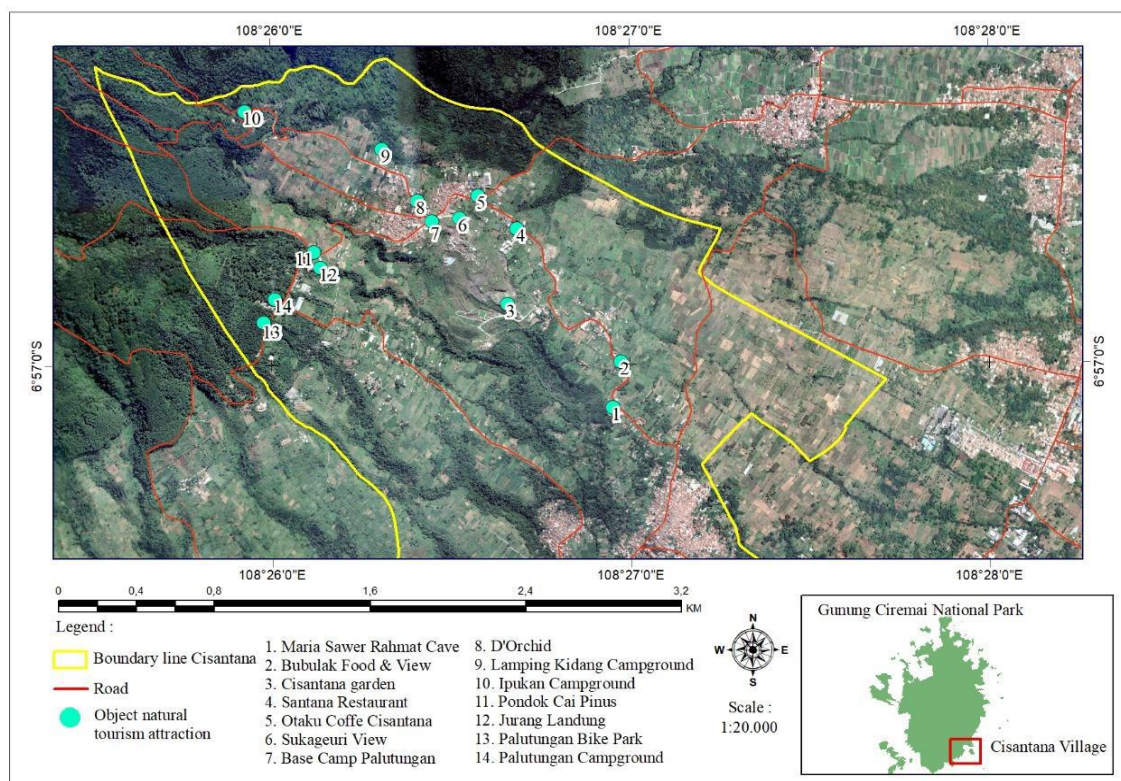 108°26'0"E
108°27'0"E
108°28'0"E
10
9
8
5
7
6
4
11
12
14
3
13
2
1
6°57'0"S
6°57'0"S
108°26'0"E
108°27'0"E
108°28'0"E
0
0,4
0,8
1,6
2,4
3,2
KM
Legend :
Boundary line Cisantana
Road
Object natural
tourism attraction
1. Maria Sawer Rahmat Cave
2. Bubulak Food & View
3. Cisantana garden
4. Santana Restaurant
5. Otaku Coffe Cisantana
6. Sukageuri View
7. Base Camp Palutungan
8. D'Orchid
9. Lamping Kidang Campground
10. Ipukan Campground
11. Pondok Cai Pinus
12. Jurang Landung
13. Palutungan Bike Park
14. Palutungan Campground
N
W
E
S
Scale :
1:20.000
Gunung Ciremai National Park
Cisantana Village